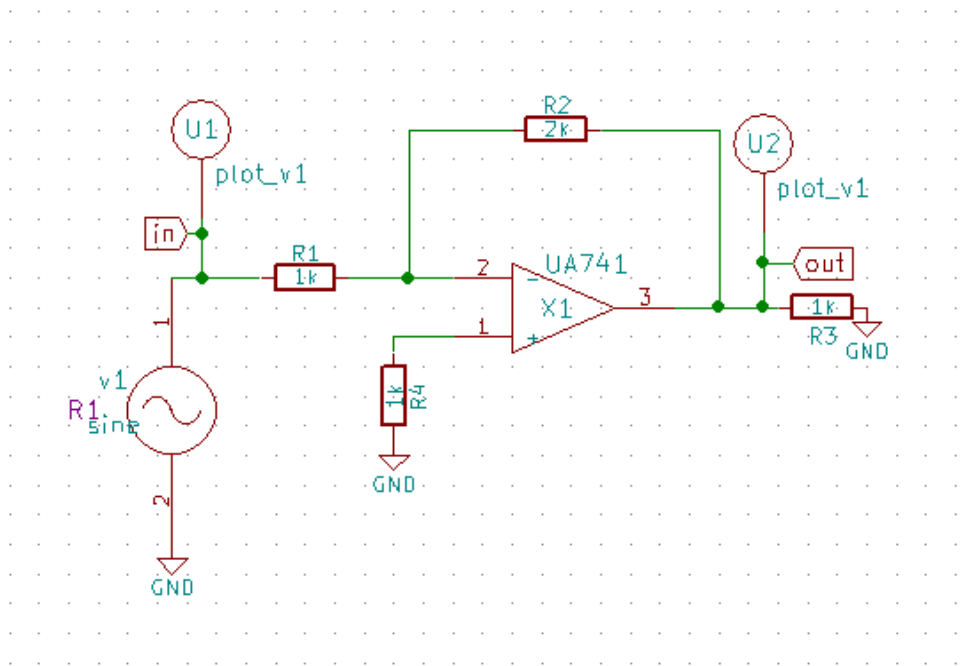 R2
2k
U1
U2
plot_v1
plot_v1
in
R1
1k
2
UA741
out
-
X1
3
1k
1
+
R3
GND
1
v1
1k
R4
R1
sine
GND
2
GND